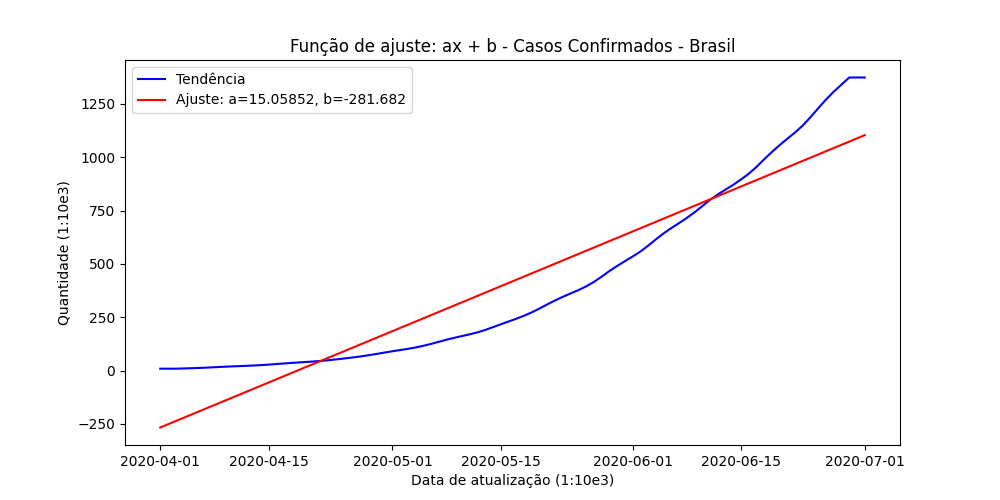 Função de ajuste: ax + b - Casos Confirmados - Brasil
Tendência
Ajuste: a=15.05852, b=-281.682
1250
1000
750
500
250
0
−250
Quantidade (1:10e3)
2020-04-01 2020-04-15 2020-05-01 2020-05-15 2020-06-01 2020-06-15 2020-07-01
Data de atualização (1:10e3)